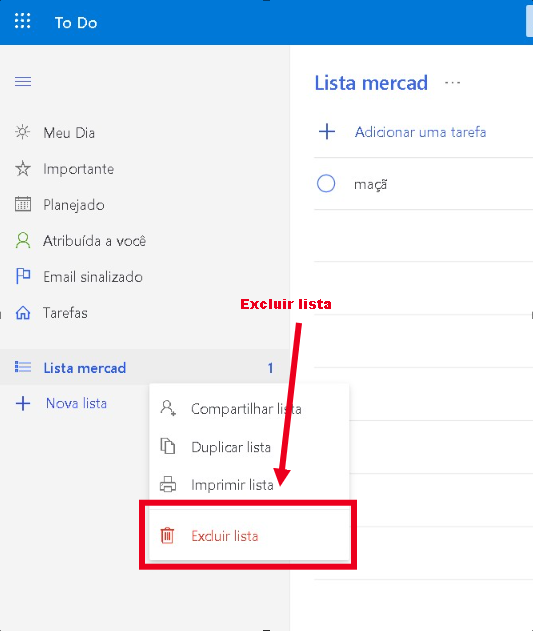 To Do
Meu Dia
Importante
Planejado
Atribuída a você
Email sinalizado
Tarefas
Lista mercad 1
Nova lista
Lista mercad ...
Adicionar uma tarefa
maçã
Excluir lista
Compartilhar lista
Duplicar lista
Imprimir lista
Excluir lista